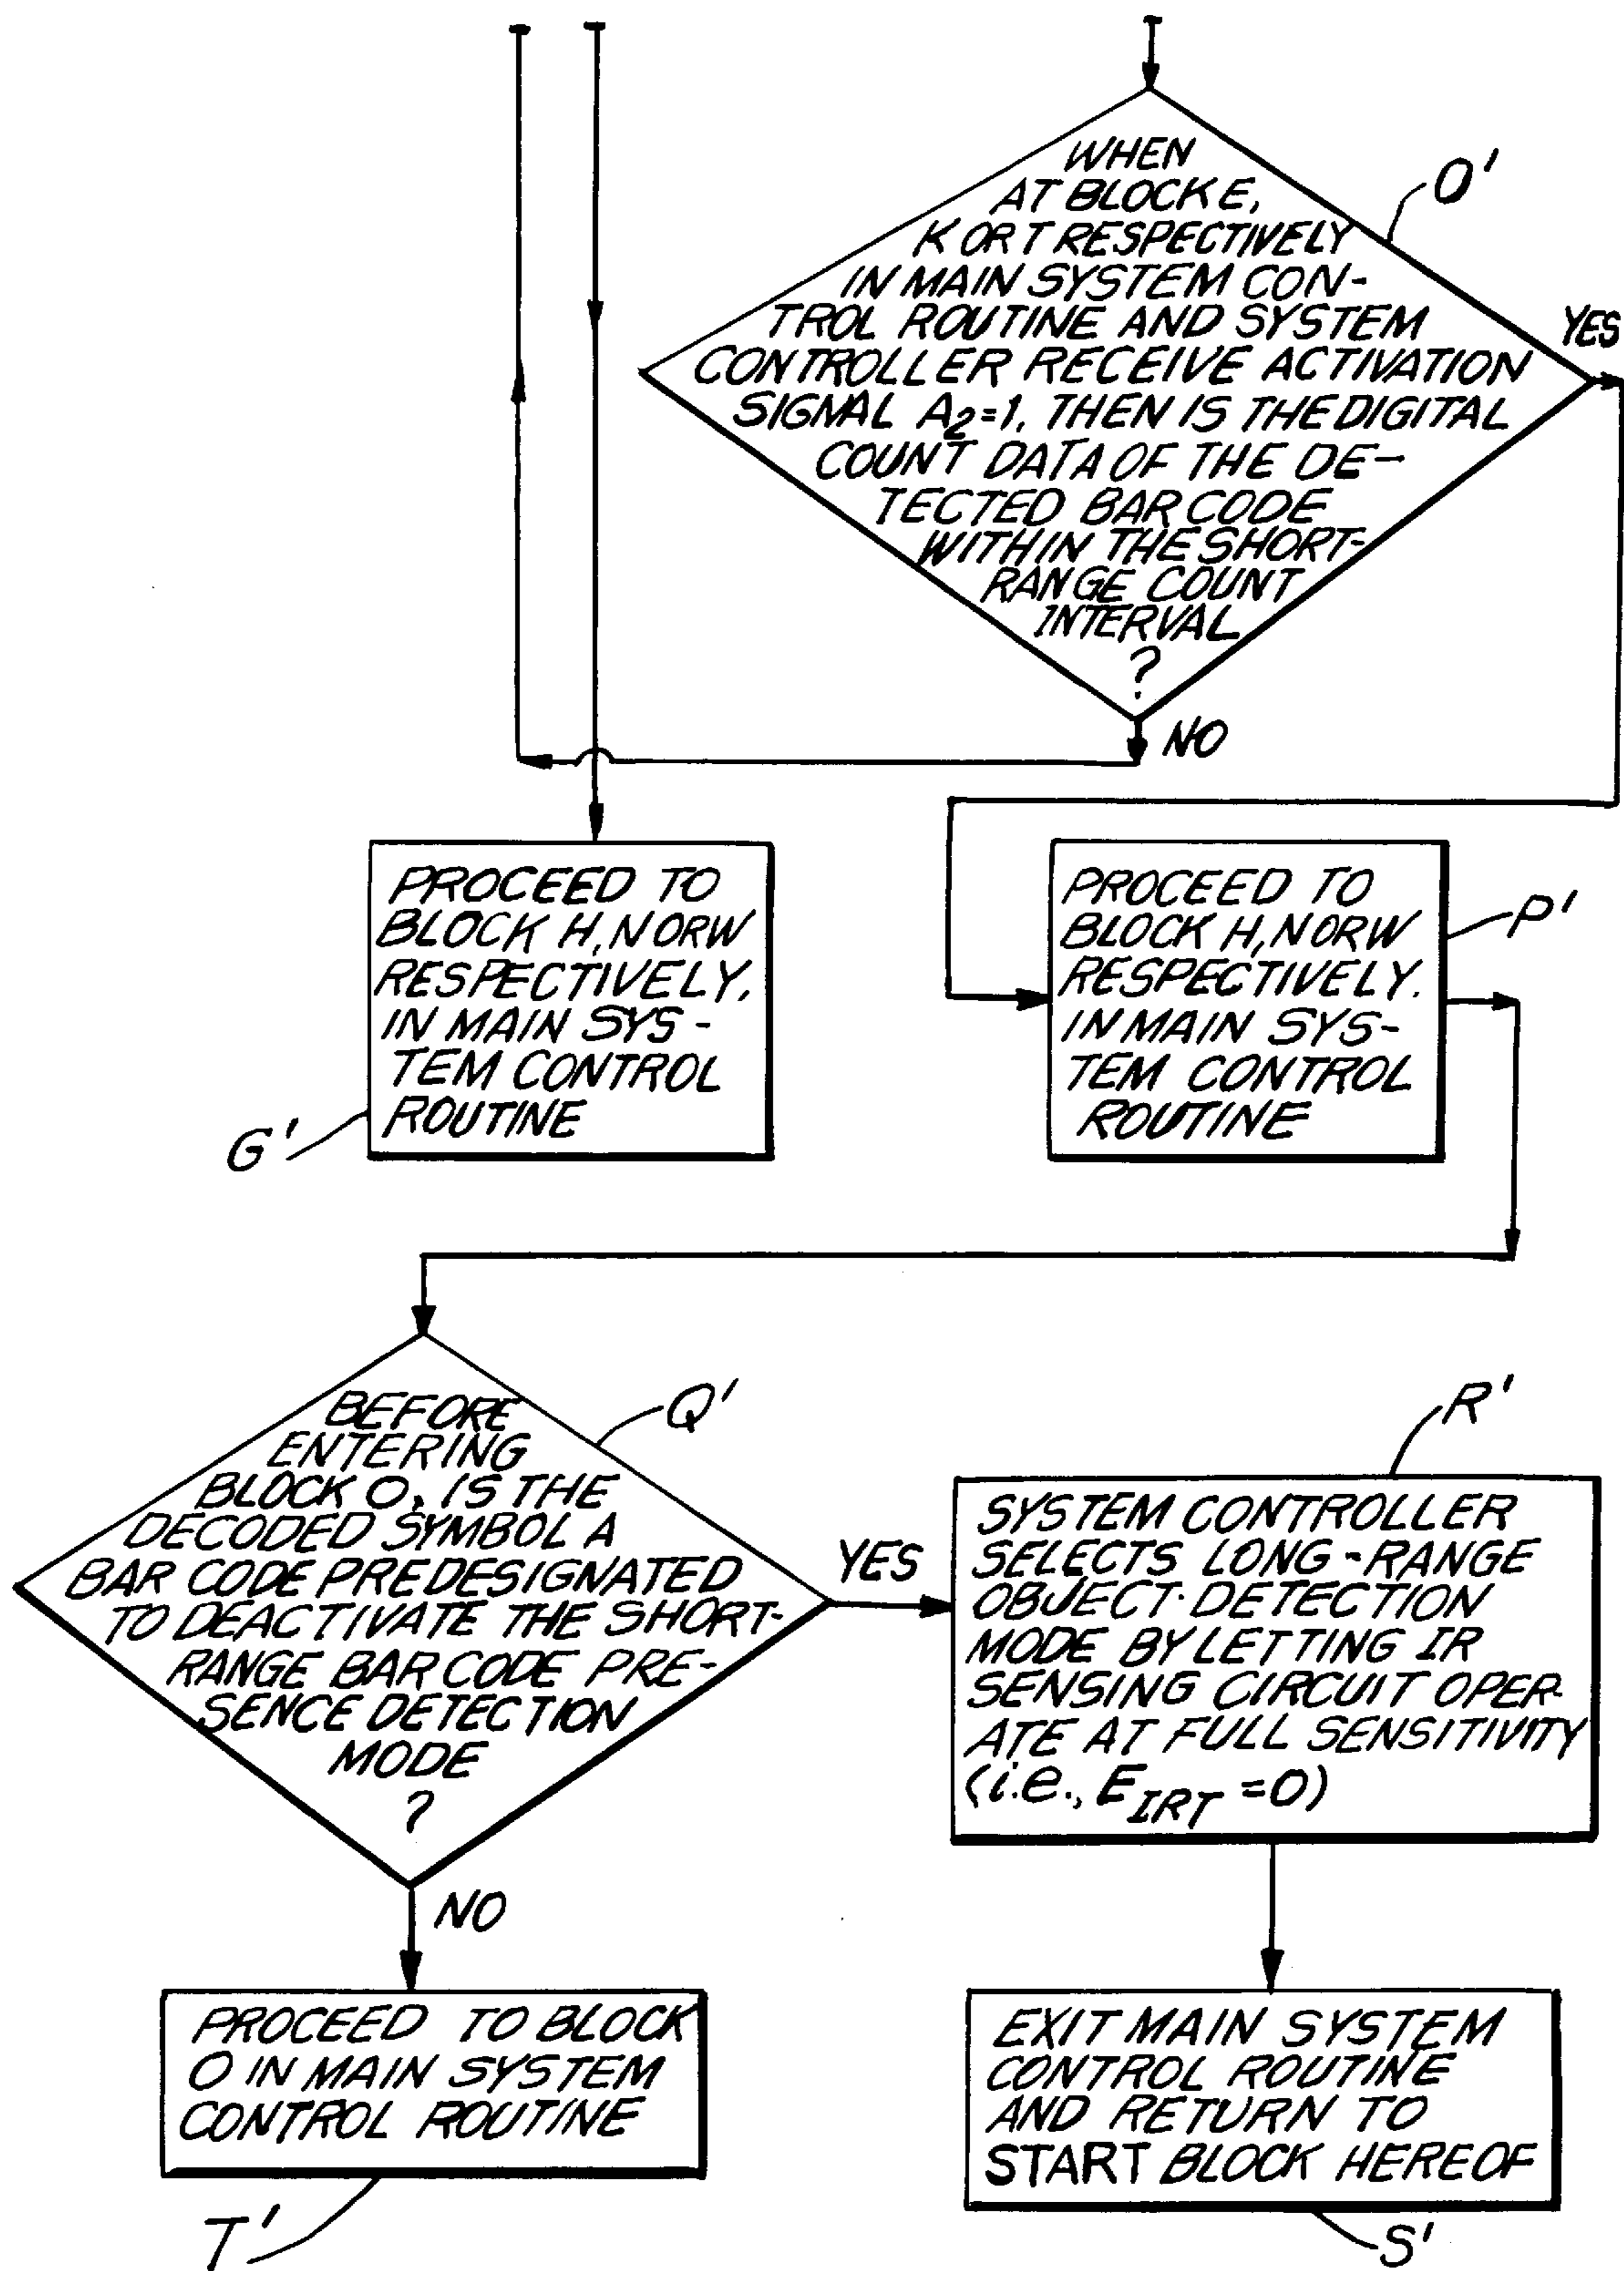 WHEN
AT BLOCK E,
K OR T RESPECTIVELY
IN MAIN SYSTEM CON-
TROL ROUTINE AND SYSTEM
CONTROLLER RECEIVE ACTIVATION
SIGNAL A2=1, THEN IS THE DIGITAL
COUNT DATA OF THE DE-
TECTED BAR CODE
WITHIN THE SHORT-
RANGE COUNT
INTERVAL
?
O'
YES
NO
PROCEED TO
BLOCK H, N OR W
RESPECTIVELY,
IN MAIN SYS-
TEM CONTROL
ROUTINE
G'
PROCEED TO
BLOCK H, N OR W
RESPECTIVELY.
IN MAIN SYS-
TEM CONTROL
ROUTINE
P'
BEFORE
ENTERING
BLOCK O, IS THE
DECODED SYMBOL A
BAR CODE PREDESIGNATED
TO DEACTIVATE THE SHORT-
RANGE BAR CODE PRE-
SENCE DETECTION
MODE
?
Q'
YES
NO
SYSTEM CONTROLLER
SELECTS LONG-RANGE
OBJECT-DETECTION
MODE BY LETTING IR
SENSING CIRCUIT OPER-
ATE AT FULL SENSITIVITY
(i.e., EIRT =0)
R'
PROCEED TO BLOCK
O IN MAIN SYSTEM
CONTROL ROUTINE
T'
EXIT MAIN SYSTEM
CONTROL ROUTINE
AND RETURN TO
START BLOCK HEREOF
S'